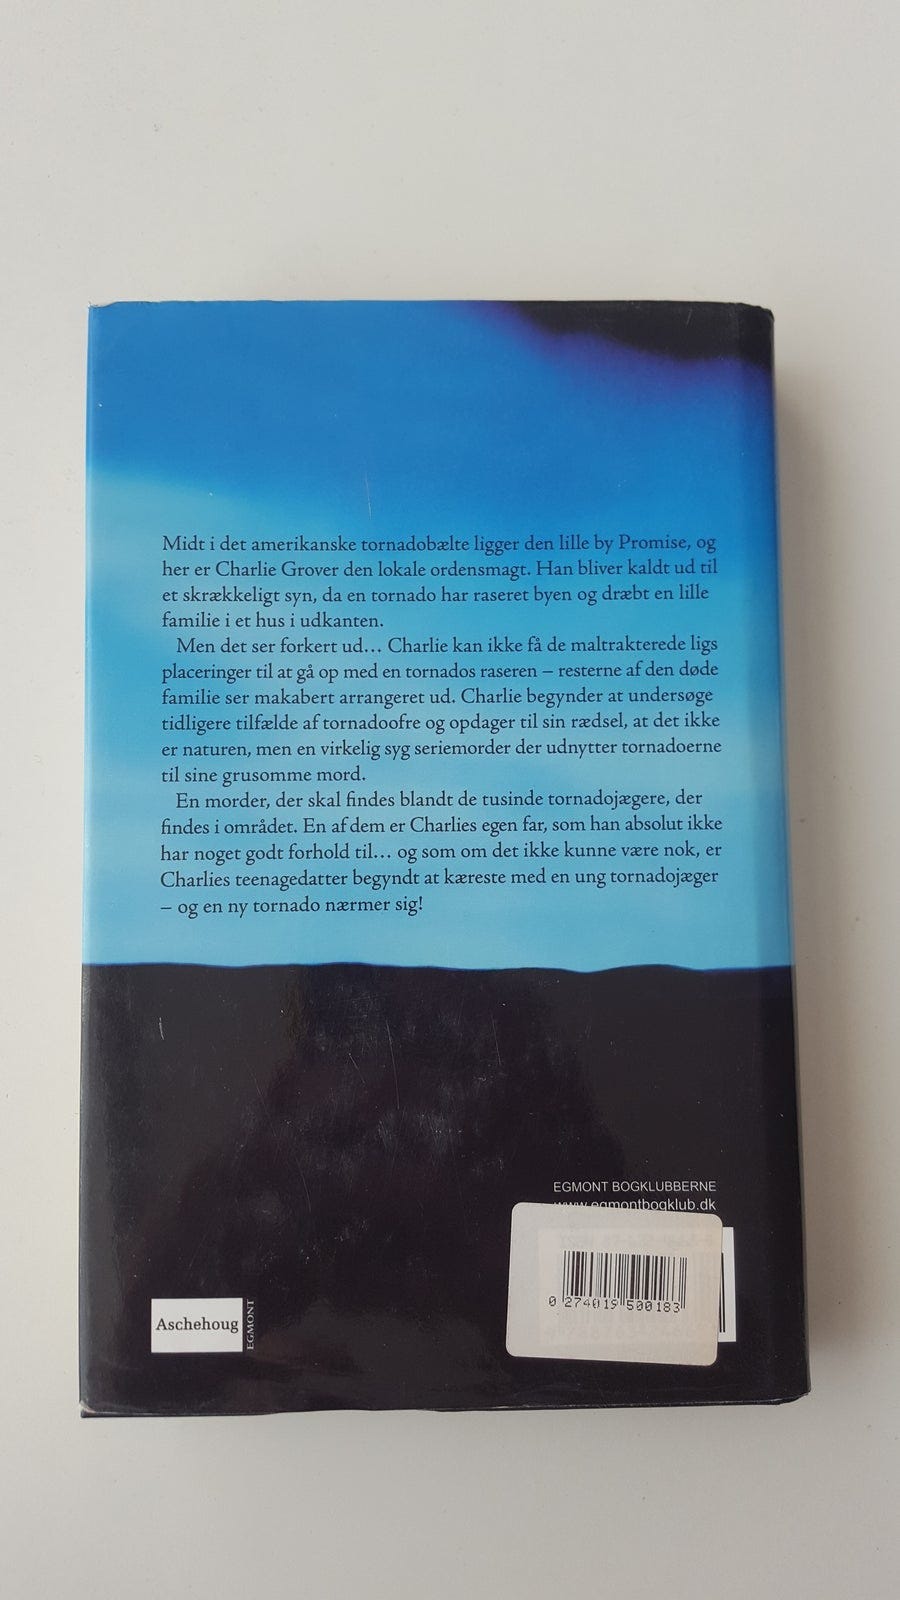 Midt i det amerikanske tornadobælte ligger den lille by Promise, og
her er Charlie Grover den lokale ordensmagt. Han bliver kaldt ud til
et skrækkeligt syn, da en tornado har raseret byen og dræbt en lille
familie i et hus i udkanten.
Men det ser forkert ud... Charlie kan ikke få de maltrakterede ligs
placeringer til at gå op med en tornados raseren – resterne af den døde
familie ser makabert arrangeret ud. Charlie begynder at undersøge
tidligere tilfælde af tornadoofre og opdager til sin rædsel, at det ikke
er naturen, men en virkelig syg seriemorder der udnytter tornadoerne
til sine grusomme mord.
En morder, der skal findes blandt de tusinde tornadojægere, der
findes i området. En af dem er Charlies egen far, som han absolut ikke
har noget godt forhold til... og som om det ikke kunne være nok, er
Charlies teenagedatter begyndt at kæreste med en ung tornadojæger
– og en ny tornado nærmer sig!
EGMONT BOGKLUBBERNE
www.egmontbogklub.dk
0 274019 500183
Aschehoug
EGMONT